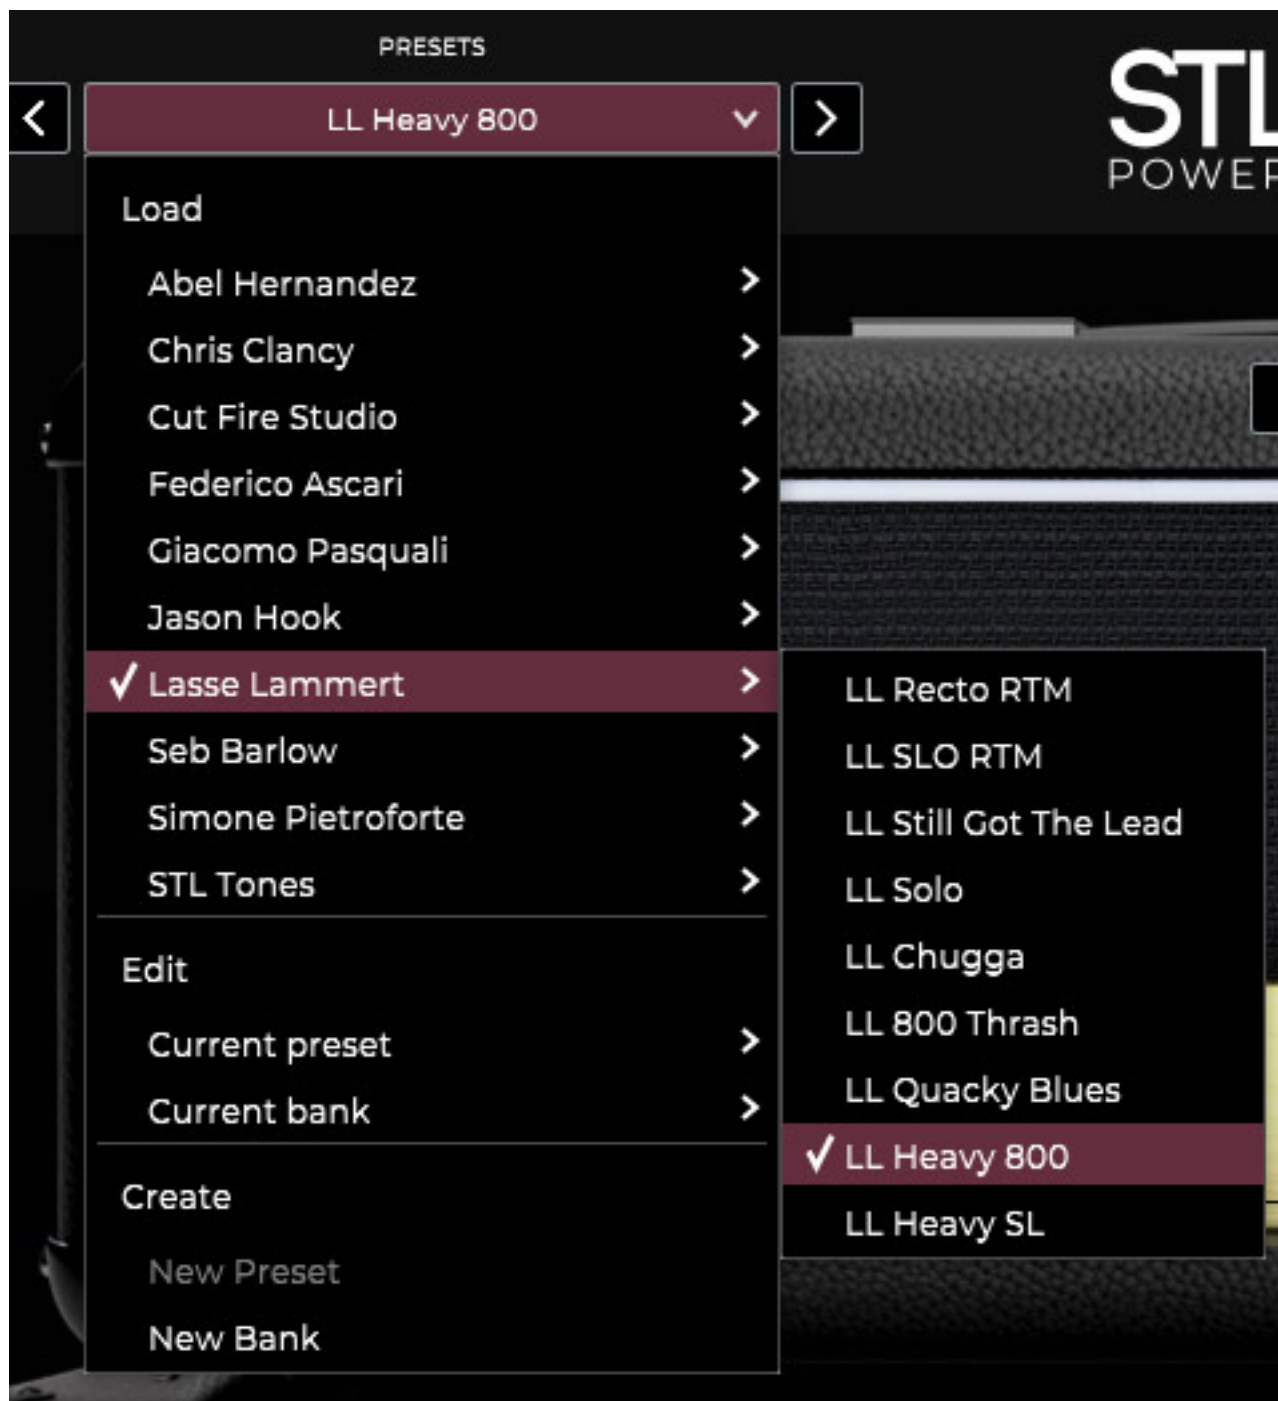 PRESETS
LL Heavy 800
STL
POWER
Load
Abel Hernandez
Chris Clancy
Cut Fire Studio
Federico Ascari
Giacomo Pasquali
Jason Hook
Lasse Lammert
Seb Barlow
Simone Pietroforte
STL Tones
LL Recto RTM
LL SLO RTM
LL Still Got The Lead
LL Solo
LL Chugga
LL 800 Thrash
LL Quacky Blues
LL Heavy 800
LL Heavy SL
Edit
Current preset
Current bank
Create
New Preset
New Bank